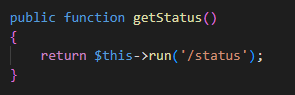 public function getStatus()
{
    return $this->run('/status');
}